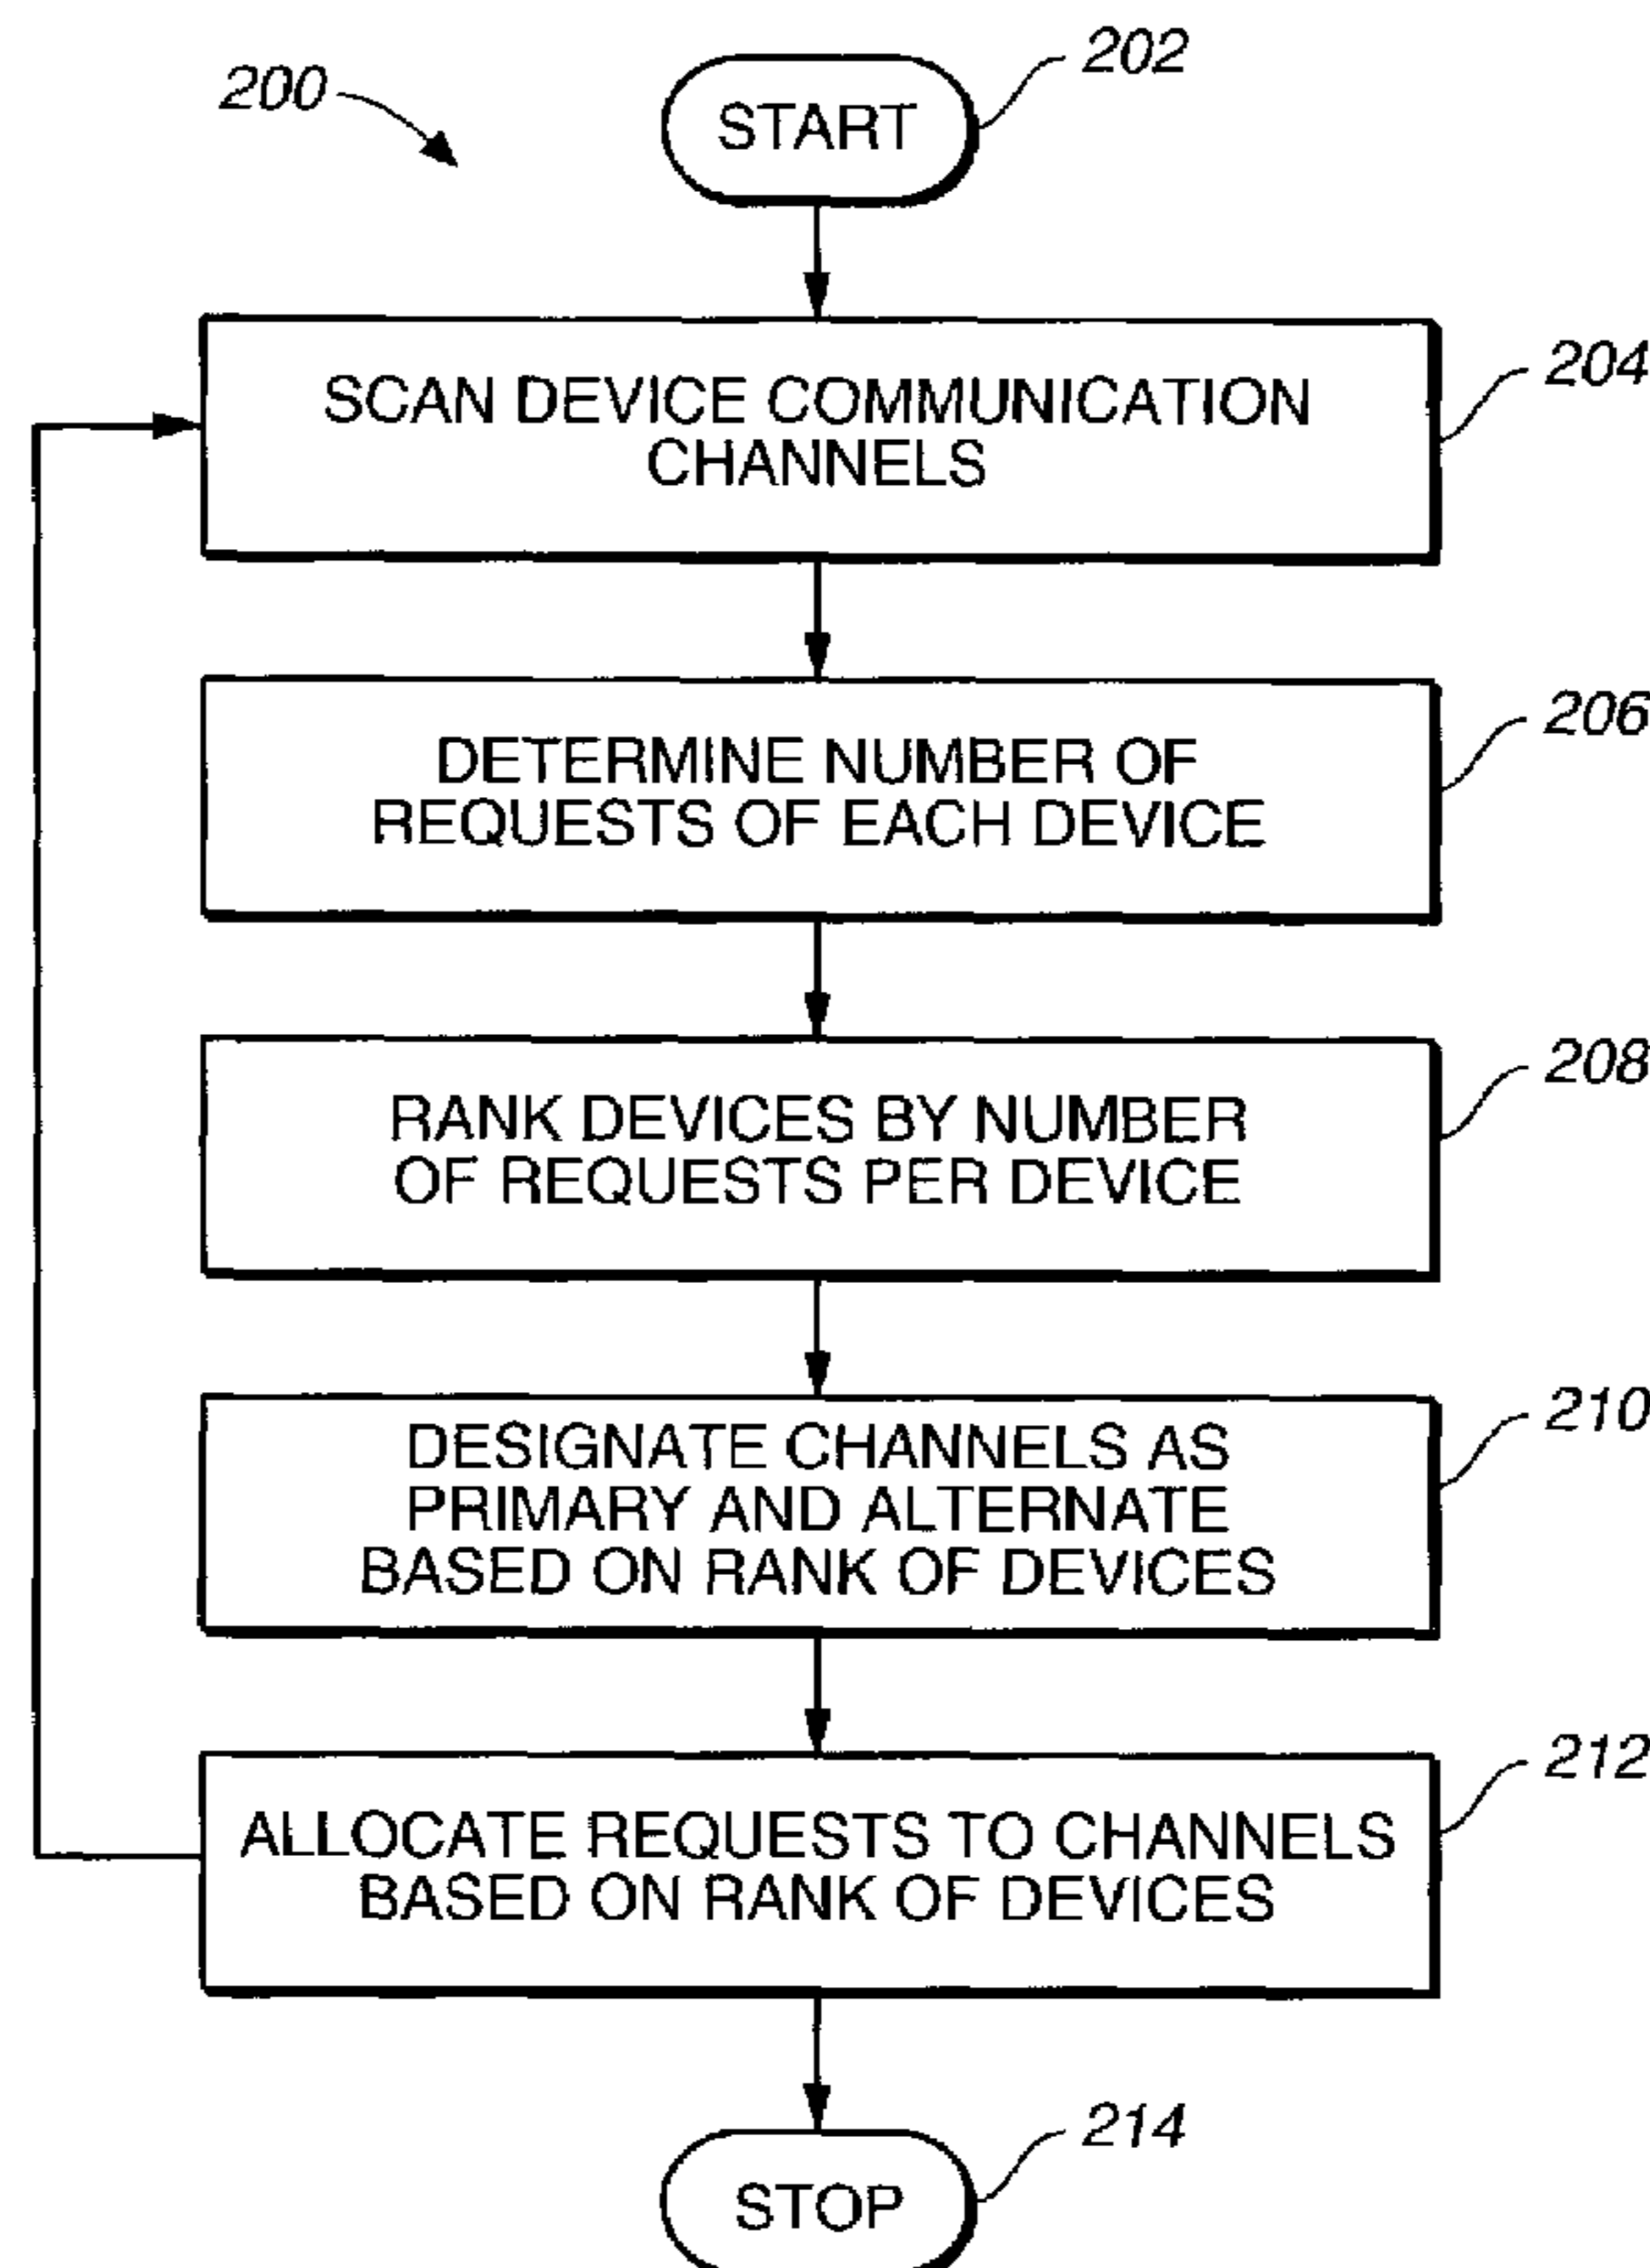 200
202
START
204
SCAN DEVICE COMMUNICATION
CHANNELS
206
DETERMINE NUMBER OF
REQUESTS OF EACH DEVICE
208
RANK DEVICES BY NUMBER
OF REQUESTS PER DEVICE
210
DESIGNATE CHANNELS AS
PRIMARY AND ALTERNATE
BASED ON RANK OF DEVICES
212
ALLOCATE REQUESTS TO CHANNELS
BASED ON RANK OF DEVICES
214
STOP